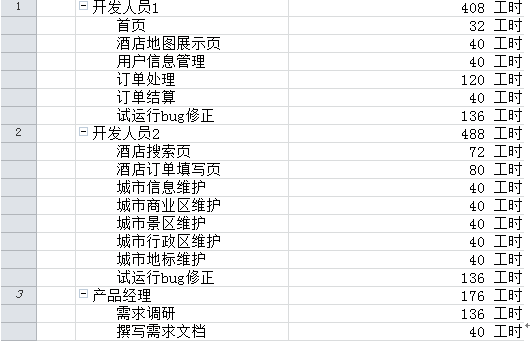 1 开发人员1 408 工时
首页 32 工时
酒店地图展示页 40 工时
用户信息管理 40 工时
订单处理 120 工时
订单结算 40 工时
试运行bug修正 136 工时
2 开发人员2 488 工时
酒店搜索页 72 工时
酒店订单填写页 80 工时
城市信息维护 40 工时
城市商业区维护 40 工时
城市景区维护 40 工时
城市行政区维护 40 工时
城市地标维护 40 工时
试运行bug修正 136 工时
3 产品经理 176 工时
需求调研 136 工时
撰写需求文档 40 工时